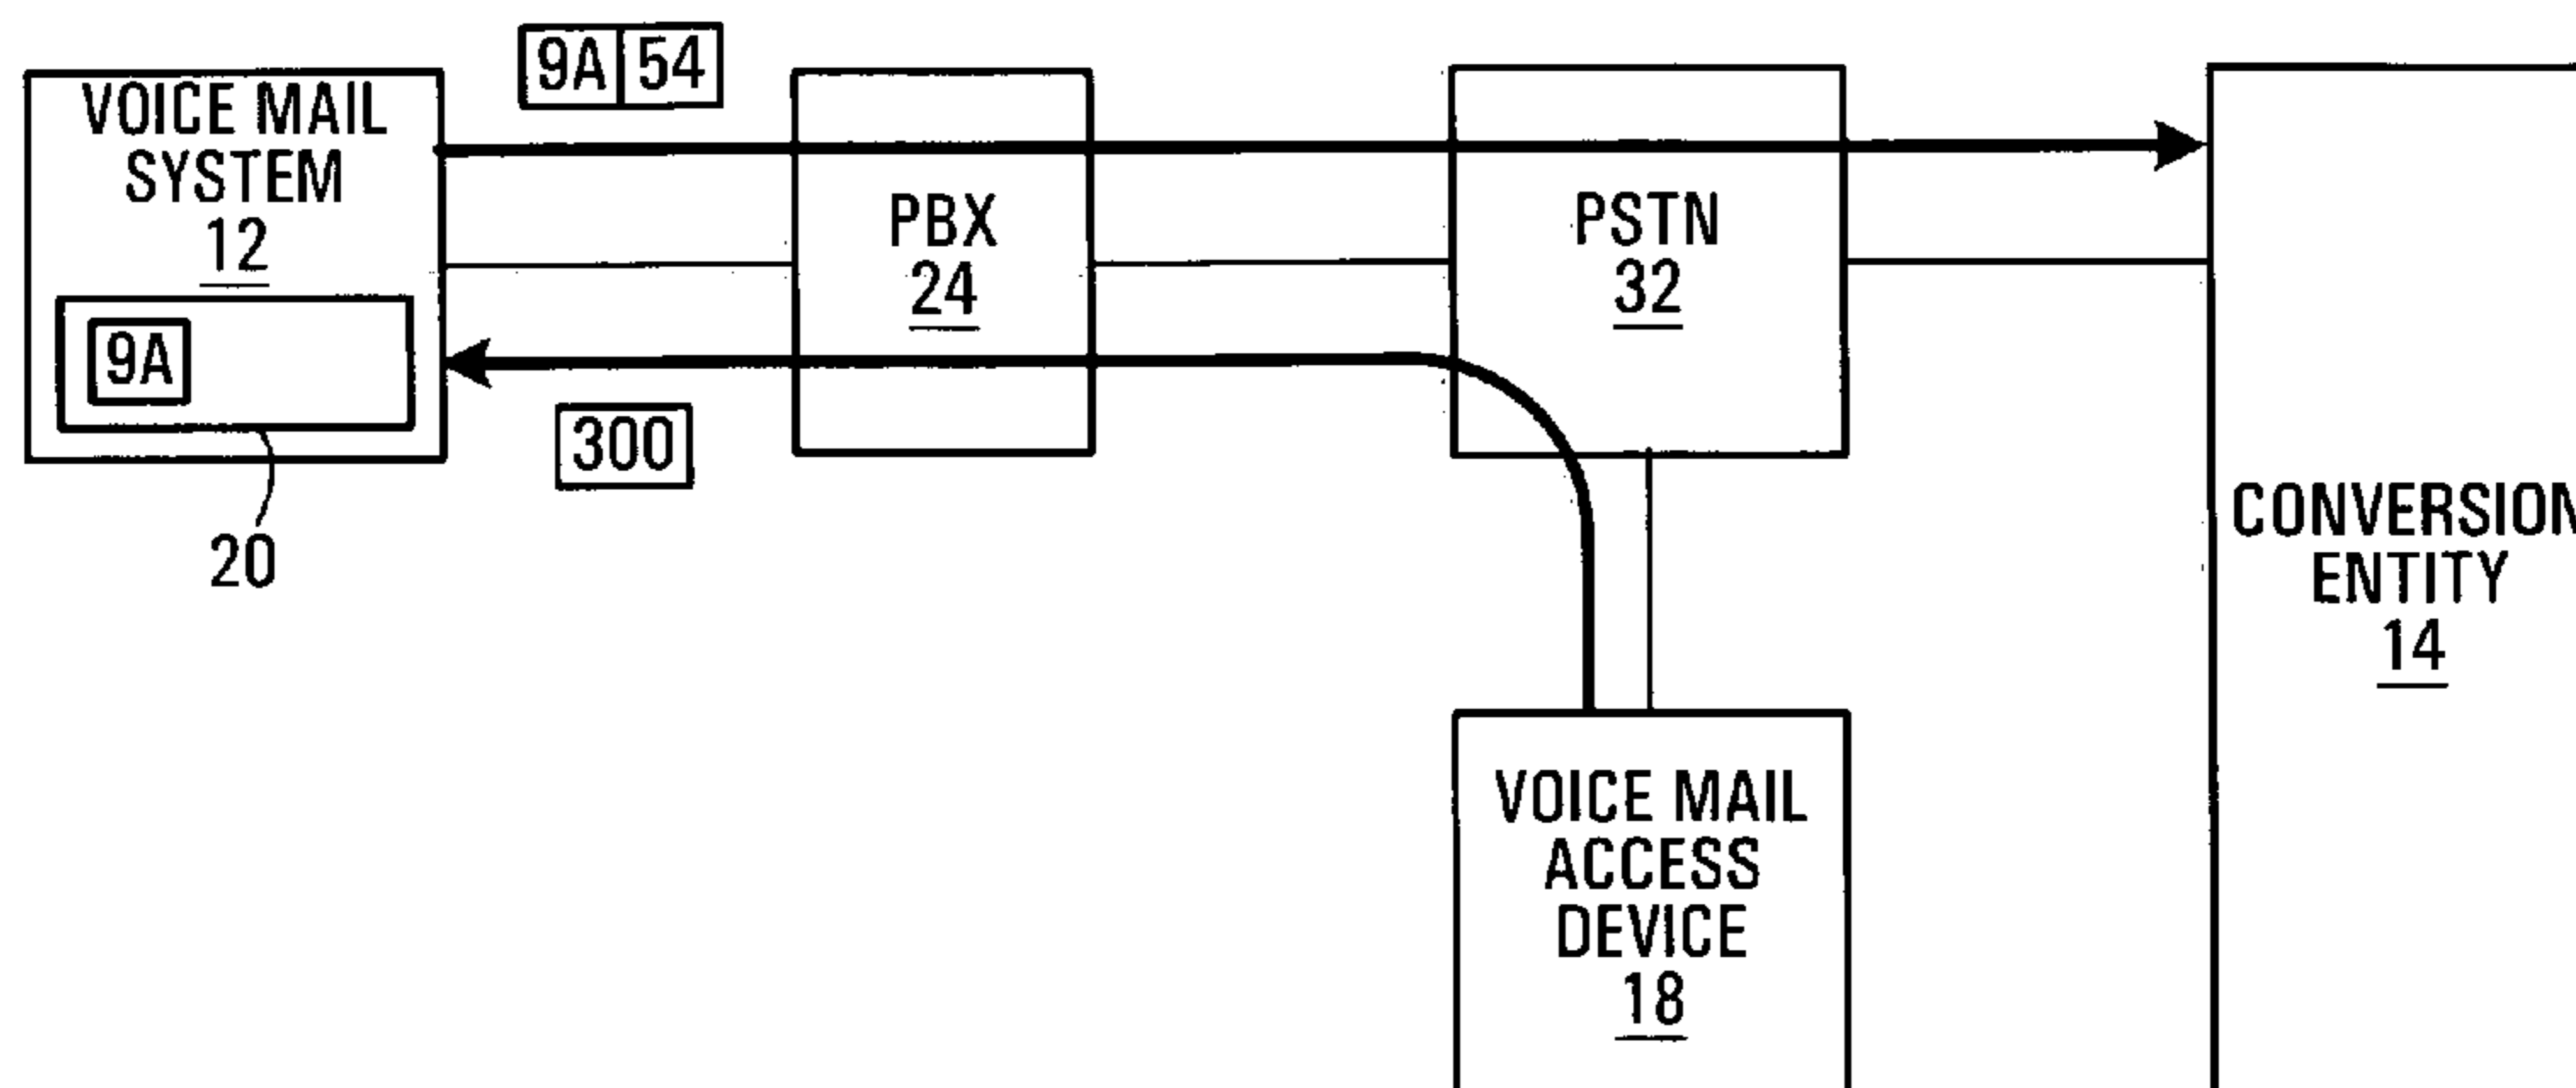 9A 54
VOICE MAIL
SYSTEM
12
9A
20
300
PBX
24
PSTN
32
VOICE MAIL
ACCESS
DEVICE
18
CONVERSION
ENTITY
14